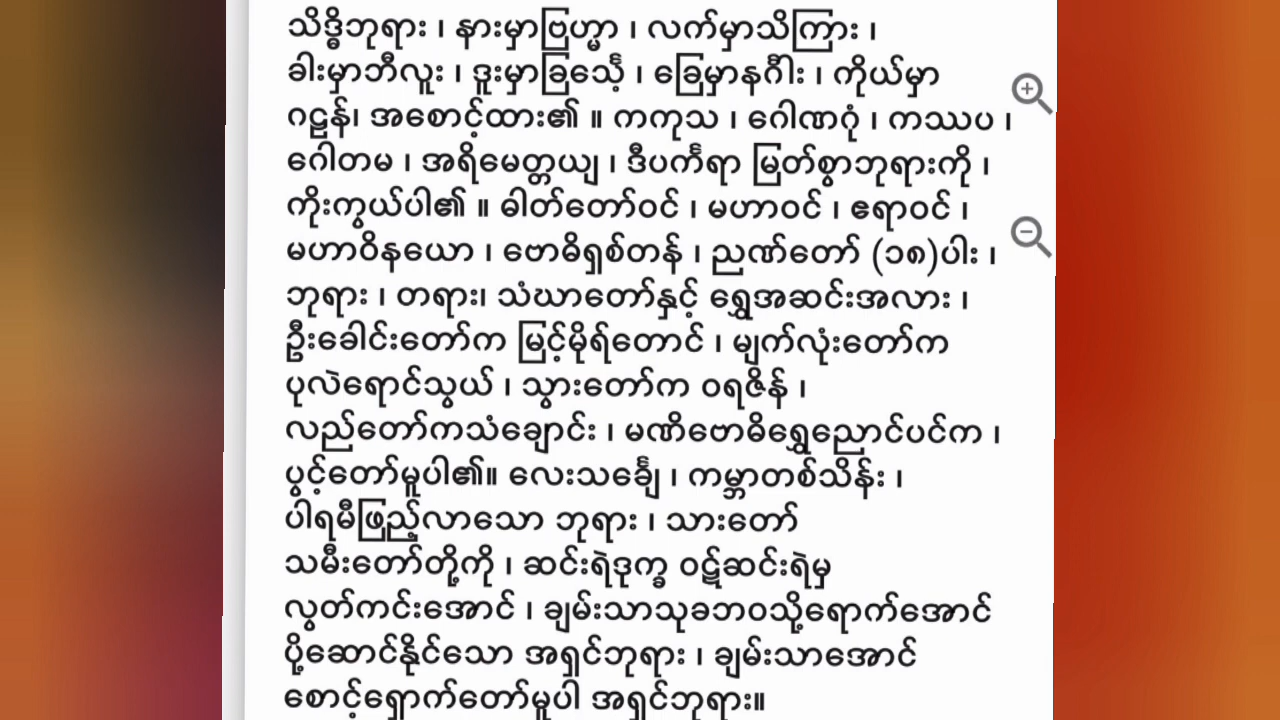 သိဒ္ဓိဘုရား ၊ နားမှာဗြဟ္မာ ၊ လက်မှာသိကြား ၊
ခါးမှာဘီလူး ၊ ဒူးမှာခြင်္သေ့ ၊ ခြေမှာနဂါး ၊ ကိုယ်မှာ
ဂဠုန်၊ အစောင့်ထား၏ ။ ကကုသ ၊ ဂေါဏဂုံ ၊ ကဿပ ၊
ဂေါတမ ၊ အရိမေတ္တယျ ၊ ဒီပင်္ကရာ မြတ်စွာဘုရားကို ၊
ကိုးကွယ်ပါ၏ ။ ဓါတ်တော်ဝင် ၊ မဟာဝင် ၊ ဧရာဝင် ၊
မဟာဝိနယော ၊ ဗောဓိရှစ်တန် ၊ ညဏ်တော် (၁၈)ပါး ၊
ဘုရား ၊ တရား၊ သံဃာတော်နှင့် ရွှေအဆင်းအလား ၊
ဦးခေါင်းတော်က မြင့်မိုရ်တောင် ၊ မျက်လုံးတော်က
ပုလဲရောင်သွယ် ၊ သွားတော်က ဝရဇိန် ၊
လည်တော်ကသံချောင်း ၊ မဏိဗောဓိရွှေညောင်ပင်က ၊
ပွင့်တော်မူပါ၏။ လေးသင်္ချေ ၊ ကမ္ဘာတစ်သိန်း ၊
ပါရမီဖြည့်လာသော ဘုရား ၊ သားတော်
သမီးတော်တို့ကို ၊ ဆင်းရဲဒုက္ခ ဝဋ်ဆင်းရဲမှ
လွတ်ကင်းအောင် ၊ ချမ်းသာသုခဘဝသို့ရောက်အောင်
ပို့ဆောင်နိုင်သော အရှင်ဘုရား ၊ ချမ်းသာအောင်
စောင့်ရှောက်တော်မူပါ အရှင်ဘုရား။